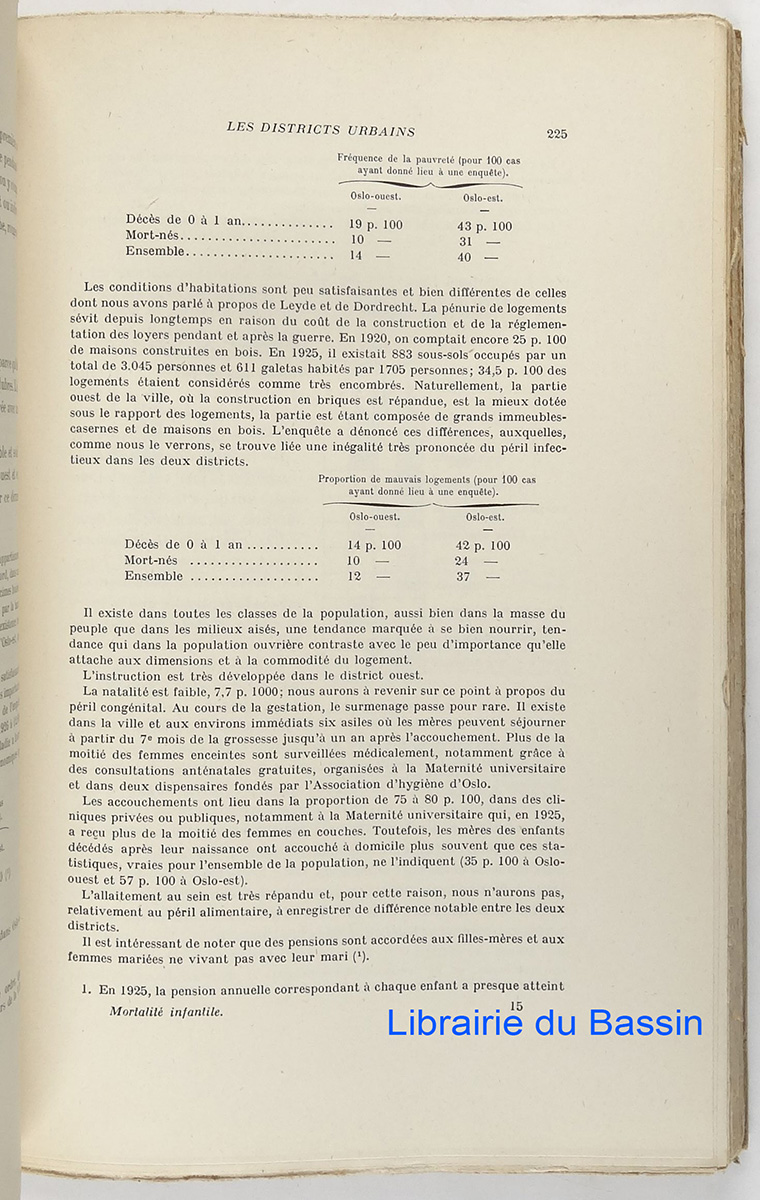 LES DISTRICTS URBAINS 225
Fréquence de la pauvreté (pour 100 cas
ayant donné lieu à une enquête).
Oslo-ouest. Oslo-est.
— —
Décès de 0 à 1 an............. 19 p. 100 43 p. 100
Mort-nés...................... 10 — 31 —
Ensemble..................... 14 — 40 —
Les conditions d'habitations sont peu satisfaisantes et bien différentes de celles
dont nous avons parlé à propos de Leyde et de Dordrecht. La pénurie de logements
sévit depuis longtemps en raison du coût de la construction et de la réglemen-
tation des loyers pendant et après la guerre. En 1920, on comptait encore 25 p. 100
de maisons construites en bois. En 1925, il existait 883 sous-sols occupés par un
total de 3.045 personnes et 611 galetas habités par 1705 personnes; 34,5 p. 100 des
logements étaient considérés comme très encombrés. Naturellement, la partie
ouest de la ville, où la construction en briques est répandue, est la mieux dotée
sous le rapport des logements, la partie est étant composée de grands immeubles-
casernes et de maisons en bois. L'enquête a dénoncé ces différences, auxquelles,
comme nous le verrons, se trouve liée une inégalité très prononcée du péril infec-
tieux dans les deux districts.
Proportion de mauvais logements (pour 100 cas
ayant donné lieu à une enquête).
Oslo-ouest. Oslo-est.
— —
Décès de 0 à 1 an ........... 14 p. 100 42 p. 100
Mort-nés ................... 10 — 24 —
Ensemble ................... 12 — 37 —
Il existe dans toutes les classes de la population, aussi bien dans la masse du
peuple que dans les milieux aisés, une tendance marquée à se bien nourrir, ten-
dance qui dans la population ouvrière contraste avec le peu d'importance qu'elle
attache aux dimensions et à la commodité du logement.
L'instruction est très développée dans le district ouest.
La natalité est faible, 7,7 p. 1000; nous aurons à revenir sur ce point à propos du
péril congénital. Au cours de la gestation, le surmenage passe pour rare. Il existe
dans la ville et aux environs immédiats six asiles où les mères peuvent séjourner
à partir du 7e mois de la grossesse jusqu'à un an après l'accouchement. Plus de la
moitié des femmes enceintes sont surveillées médicalement, notamment grâce à
des consultations anténatales gratuites, organisées à la Maternité universitaire
et dans deux dispensaires fondés par l'Association d'hygiène d'Oslo.
Les accouchements ont lieu dans la proportion de 75 à 80 p. 100, dans des cli-
niques privées ou publiques, notamment à la Maternité universitaire qui, en 1925,
a reçu plus de la moitié des femmes en couches. Toutefois, les mères des enfants
décédés après leur naissance ont accouché à domicile plus souvent que ces sta-
tistiques, vraies pour l'ensemble de la population, ne l'indiquent (35 p. 100 à Oslo-
ouest et 57 p. 100 à Oslo-est).
L'allaitement au sein est très répandu et, pour cette raison, nous n'aurons pas,
relativement au péril alimentaire, à enregistrer de différence notable entre les deux
districts.
Il est intéressant de noter que des pensions sont accordées aux filles-mères et aux
femmes mariées ne vivant pas avec leur mari (¹).
1. En 1925, la pension annuelle correspondant à chaque enfant a presque atteint
Mortalité infantile. 15
Librairie du Bassin